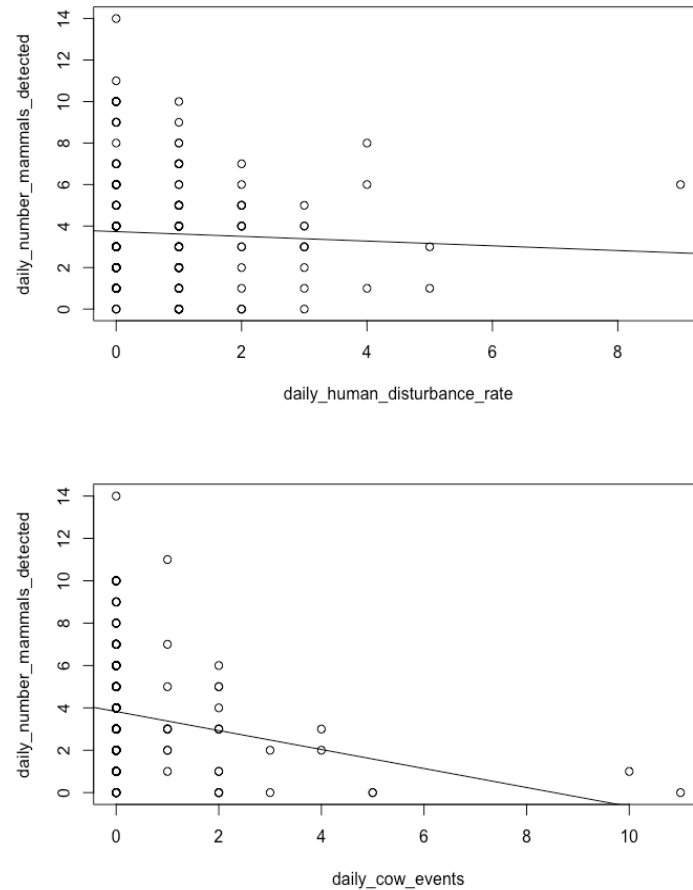 14
12
10
8
6
4
2
0
daily_number_mammals_detected
0 2 4 6 8
daily_human_disturbance_rate
14
12
10
8
6
4
2
0
daily_number_mammals_detected
0 2 4 6 8 10
daily_cow_events